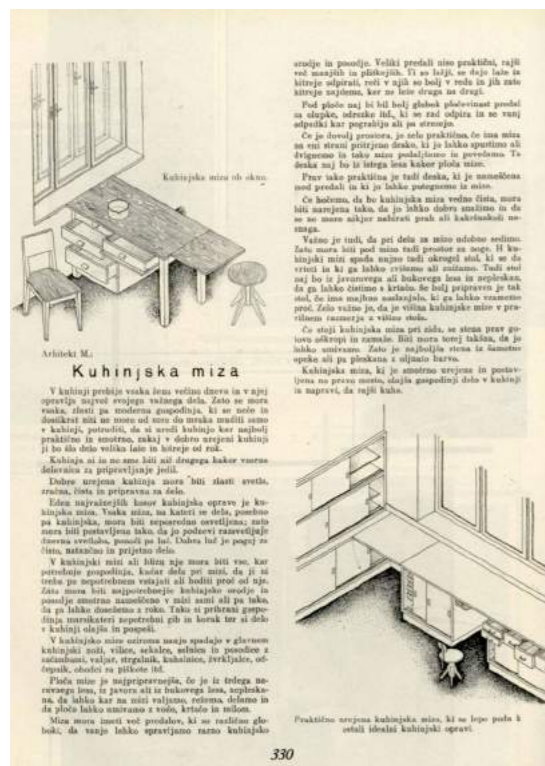 Kuhinjska miza ob oknu.
Arhitekt M.:
Kuhinjska miza
V kuhinji prebije vsaka žena večino dneva in v njej
opravlja največ svojega važnega dela. Zato se mora
vsaka, zlasti pa moderna gospodinja, ki se neče in
dostikrat niti ne more od zore do mraka muditi samo
v kuhinji, potruditi, da si uredi kuhinjo kar najbolj
praktično in smotrno, zakaj v dobro urejeni kuhinji
ji bo šlo delo veliko laže in hitreje od rok.
Kuhinja ni in ne sme biti nič drugega kakor vzorna
delavnica za pripravljanje jedil.
Dobro urejena kuhinja mora biti zlasti svetla,
zračna, čista in pripravna za delo.
Eden najvažnejših kosov kuhinjske oprave je ku-
hinjska miza. Vsaka miza, na kateri se dela, posebno
pa kuhinjska, mora biti neposredno osvetljena; zato
mora biti postavljena tako, da jo podnevi razsvetljuje
dnevna svetloba, ponoči pa luč. Dobra luč je pogoj za
čisto, natančno in prijetno delo.
V kuhinjski mizi ali blizu nje mora biti vse, kar
potrebuje gospodinja, kadar dela pri mizi, da ji ni
treba po nepotrebnem vstajati ali hoditi proč od nje.
Zato mora biti najpotrebnejše kuhinjsko orodje in
posodje smotrno nameščeno v mizi sami ali pa tako,
da ga lahko dosežemo z roko. Tako si prihrani gospo-
dinja marsikateri nepotrebni gib in korak ter si delo
v kuhinji olajša in pospeši.
V kuhinjsko mizo oziroma nanjo spadajo v glavnem
kuhinjski noži, vilice, sekalce, solnica in posodice z
začimbami, valjar, strgalnik, kuhalnice, žvrkljalce, od-
čepnik, obodci za piškote itd.
Plošča mize je najpripravnejša, če je iz trdega na-
ravnega lesa, iz javora ali iz bukovega lesa, nepleska-
na, da lahko kar na mizi valjamo, režemo, delamo in
da ploščo lahko umivamo z vodo, krtačo in milom.
Miza mora imeti več predalov, ki so različno glo-
boki, da vanje lahko spravljamo razno kuhinjsko
orodje in posodje. Veliki predali niso praktični, rajši
več manjših in plitkejših. Ti so lažji, se dajo laže in
hitreje odpirati, reči v njih so bolj v redu in jih zato
hitreje najdemo, ker ne leže druga na drugi.
Pod ploščo naj bi bil bolj globok pločevinast predal
za olupke, odrezke itd., ki se rad odpira in se vanj
odpadki kar pograbijo ali pa stresejo.
Če je dovolj prostora, je zelo praktično, če ima miza
na eni strani pritrjeno desko, ki jo lahko spustimo ali
dvignemo in tako mizo podaljšamo in povečamo. Ta
deska naj bo iz istega lesa kakor plošča mize.
Prav tako praktična je tudi deska, ki je nameščena
med predali in ki jo lahko potegnemo iz mize.
Če hočemo, da bo kuhinjska miza vedno čista, mora
biti narejena tako, da jo lahko dobro snažimo in da
se ne more nikjer nabirati prah ali kakršnakoli ne-
snaga.
Važno je tudi, da pri delu za mizo udobno sedimo.
Zato mora biti pod mizo tudi prostor za noge. H ku-
hinjski mizi spada nujno tudi okrogel stol, ki se da
vrteti in ki ga lahko zvišamo ali znižamo. Tudi stol
naj bo iz javorovega ali bukovega lesa in nepleskan,
da ga lahko čistimo s krtačo. Še bolj pripraven je tak
stol, če ima majhno naslanjalo, ki ga lahko vzamemo
proč. Zelo važno je, da je višina kuhinjske mize v pra-
vilnem razmerju z višino stola.
Če stoji kuhinjska miza pri zidu, se stena prav go-
tovo oškropi in zamaže. Biti mora torej takšna, da jo
lahko umivamo. Zato je najboljša stena iz šamotne
opeke ali pa pleskana z oljnato barvo.
Kuhinjska miza, ki je smotrno urejena in postav-
ljena na pravo mesto, olajša gospodinji delo v kuhinji
in napravi, da rajši kuha.
Praktično urejena kuhinjska miza, ki se lepo poda k
ostali idealni kuhinjski opravi.
330